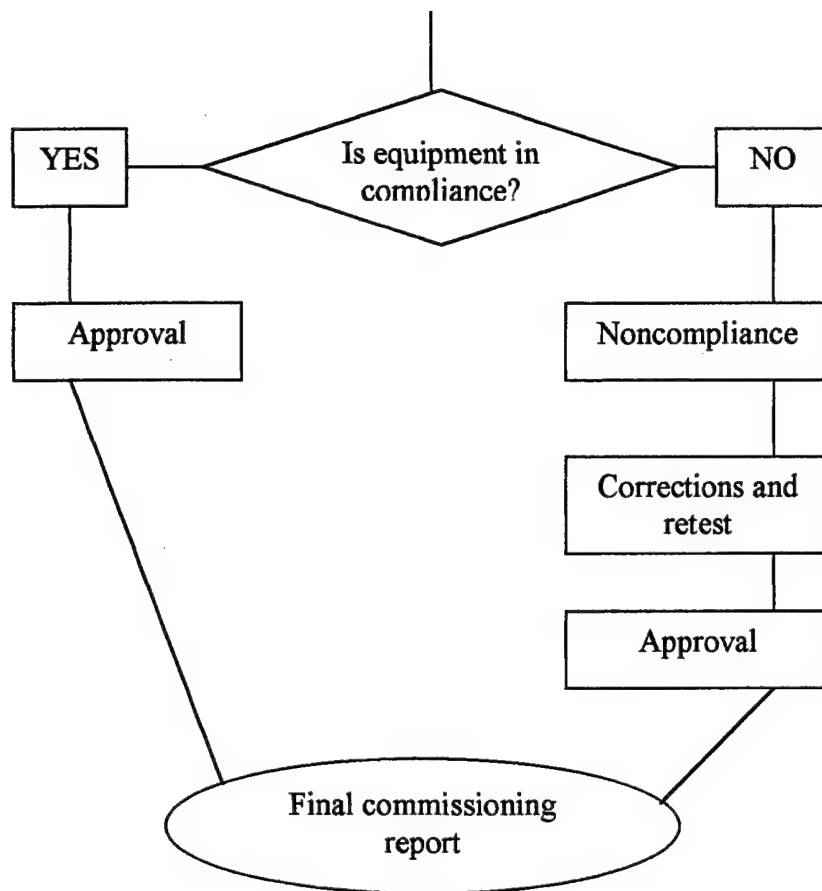 YES
Is equipment in
compliance?
NO
Approval
Noncompliance
Corrections and
retest
Approval
Final commissioning
report